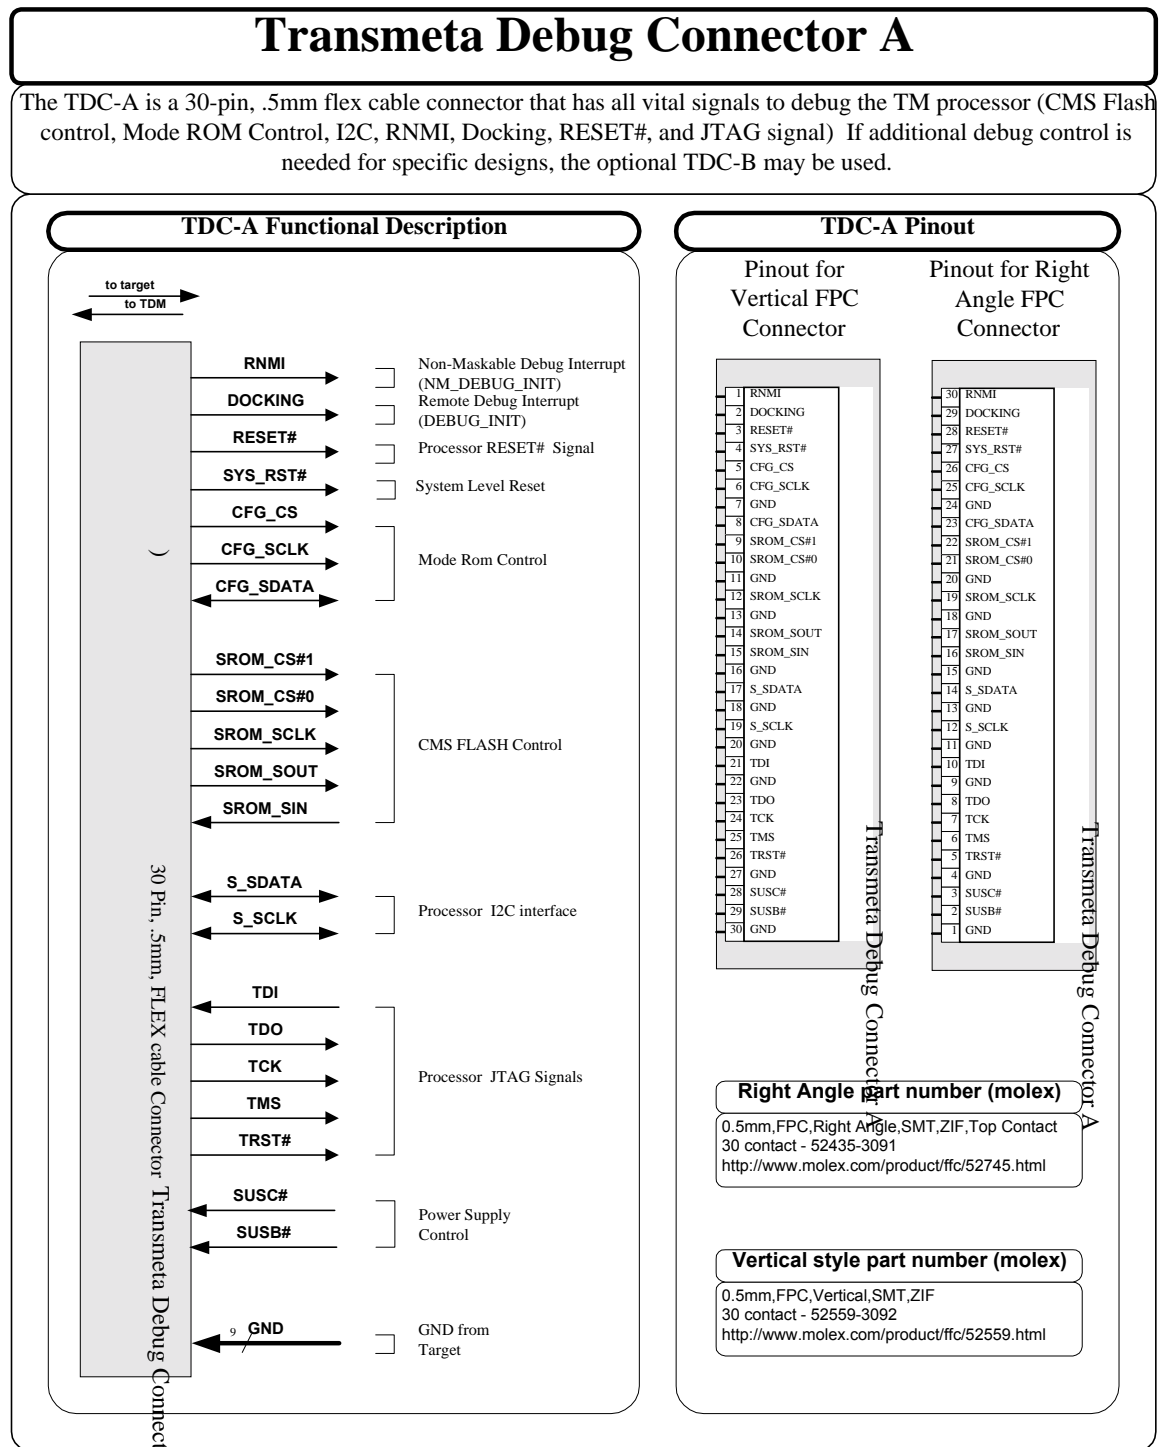 Transmeta Debug Connector A
The TDC-A is a 30-pin, .5mm flex cable connector that has all vital signals to debug the TM processor (CMS Flash
control, Mode ROM Control, I2C, RNMI, Docking, RESET#, and JTAG signal)  If additional debug control is
needed for specific designs, the optional TDC-B may be used.
TDC-A Functional Description
to target
to TDM
RNMI
Non-Maskable Debug Interrupt
(NM_DEBUG_INIT)
DOCKING
Remote Debug Interrupt
(DEBUG_INIT)
RESET#
Processor RESET#  Signal
SYS_RST#
System Level Reset
CFG_CS
CFG_SCLK
CFG_SDATA
Mode Rom Control
SROM_CS#1
SROM_CS#0
SROM_SCLK
SROM_SOUT
SROM_SIN
CMS FLASH Control
S_SDATA
S_SCLK
Processor  I2C interface
TDI
TDO
TCK
TMS
TRST#
Processor  JTAG Signals
SUSC#
SUSB#
Power Supply
Control
9 GND
GND from
Target
)
30 Pin, .5mm, FLEX cable Connector
Transmeta Debug Connect
TDC-A Pinout
Pinout for
Vertical FPC
Connector
1 RNMI
2 DOCKING
3 RESET#
4 SYS_RST#
5 CFG_CS
6 CFG_SCLK
7 GND
8 CFG_SDATA
9 SROM_CS#1
10 SROM_CS#0
11 GND
12 SROM_SCLK
13 GND
14 SROM_SOUT
15 SROM_SIN
16 GND
17 S_SDATA
18 GND
19 S_SCLK
20 GND
21 TDI
22 GND
23 TDO
24 TCK
25 TMS
26 TRST#
27 GND
28 SUSC#
29 SUSB#
30 GND
Transmeta Debug Connector A
Pinout for Right
Angle FPC
Connector
30 RNMI
29 DOCKING
28 RESET#
27 SYS_RST#
26 CFG_CS
25 CFG_SCLK
24 GND
23 CFG_SDATA
22 SROM_CS#1
21 SROM_CS#0
20 GND
19 SROM_SCLK
18 GND
17 SROM_SOUT
16 SROM_SIN
15 GND
14 S_SDATA
13 GND
12 S_SCLK
11 GND
10 TDI
9 GND
8 TDO
7 TCK
6 TMS
5 TRST#
4 GND
3 SUSC#
2 SUSB#
1 GND
Transmeta Debug Connector A
Right Angle part number (molex)
0.5mm,FPC,Right Angle,SMT,ZIF,Top Contact
30 contact - 52435-3091
http://www.molex.com/product/ffc/52745.html
Vertical style part number (molex)
0.5mm,FPC,Vertical,SMT,ZIF
30 contact - 52559-3092
http://www.molex.com/product/ffc/52559.html